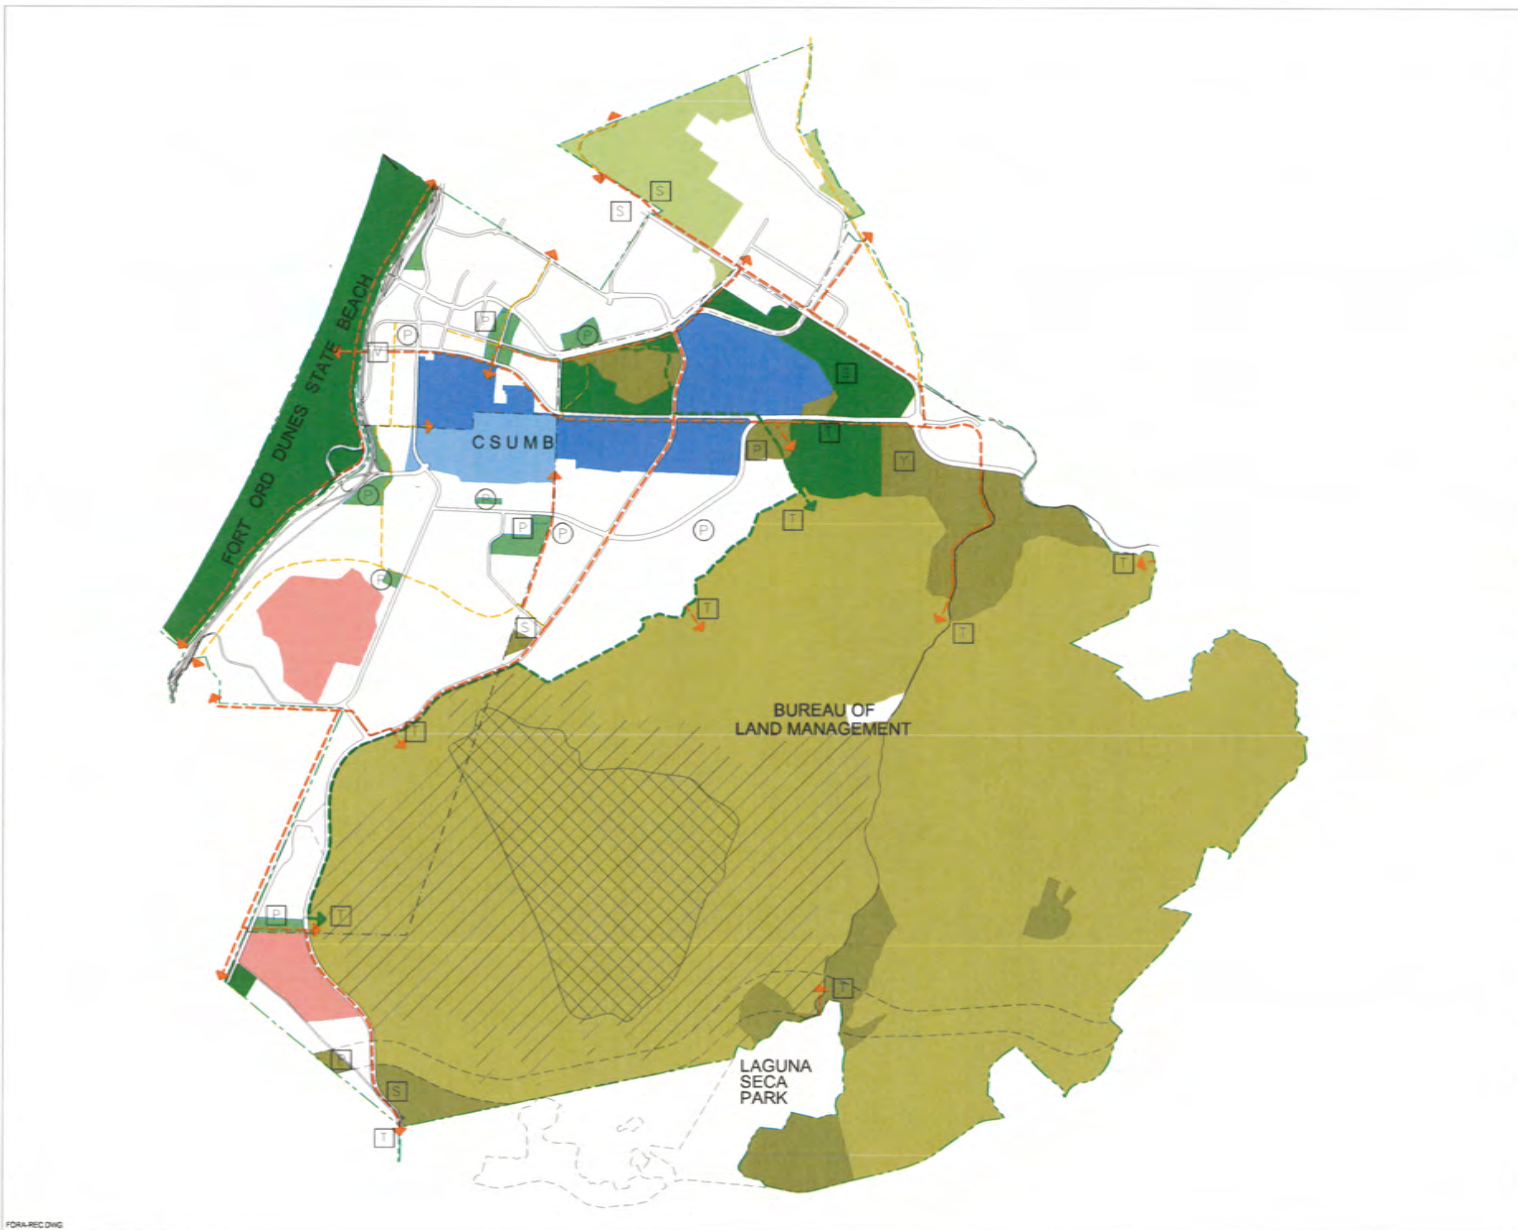 S
S
FORT ORD DUNES STATE BEACH
P
P
P
V
E
CSUMB
T
P
Y
P
P
T
P
P
P
T
P
T
S
T
BUREAU OF
LAND MANAGEMENT
T
P
T
T
LAGUNA
SECA
PARK
S
T
FORA-REC.DWG